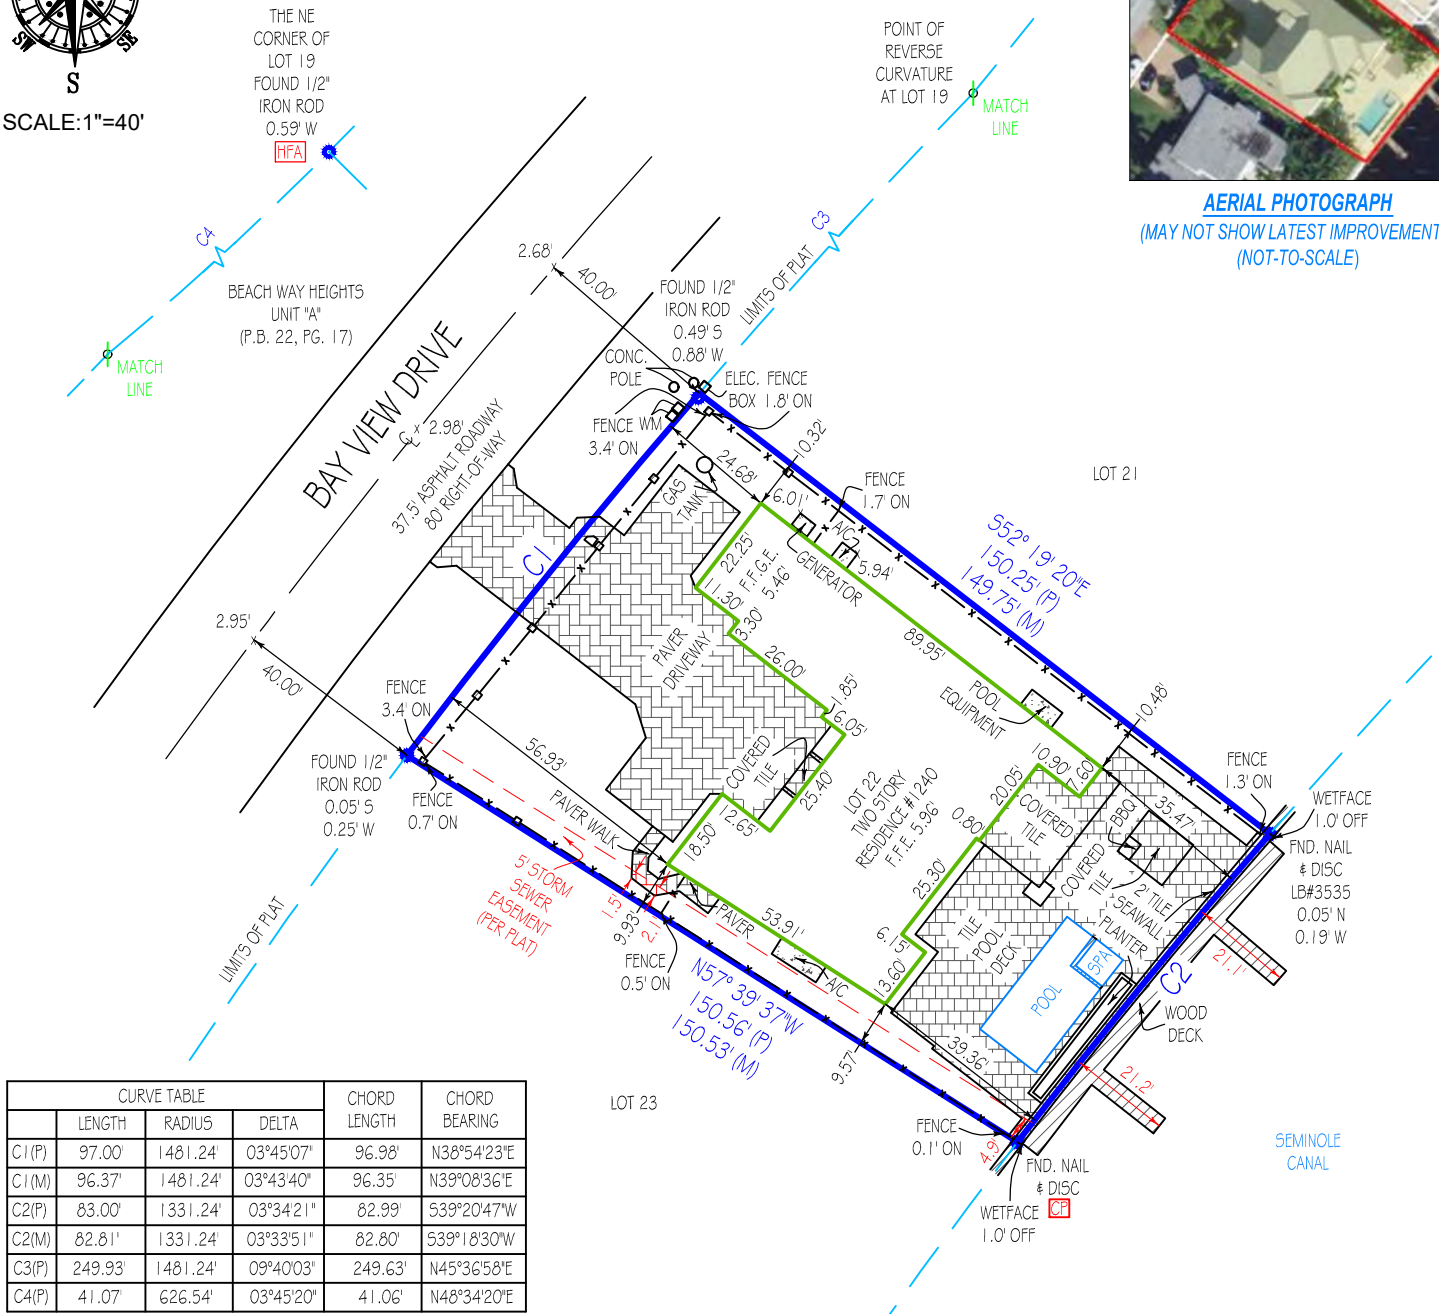 SW
SE
S
SCALE:1"=40'
THE NE
CORNER OF
LOT 19
FOUND 1/2"
IRON ROD
0.59' W
HFA
C4
BEACH WAY HEIGHTS
UNIT "A"
(P.B. 22, PG. 17)
MATCH
LINE
POINT OF
REVERSE
CURVATURE
AT LOT 19
MATCH
LINE
C3
LIMITS OF PLAT
AERIAL PHOTOGRAPH
(MAY NOT SHOW LATEST IMPROVEMENT
(NOT-TO-SCALE)
2.68'
40.00'
BAY VIEW DRIVE
2.98'
37.5' ASPHALT ROADWAY
80' RIGHT-OF-WAY
2.95'
40.00'
FOUND 1/2"
IRON ROD
0.49' S
0.88' W
CONC.
POLE
ELEC. FENCE
BOX 1.8' ON
FENCE
3.4' ON
WM
24.68'
10.32'
6.01'
FENCE
1.7' ON
LOT 21
GAS
TANK
A/C
5.94'
GENERATOR
S52° 19' 20"E
150.25' (P)
149.75' (M)
C1
22.25'
F.F.G.E.
5.46'
11.30'
3.30'
26.00'
1.85'
6.05'
89.95'
PAVER
DRIVEWAY
POOL
EQUIPMENT
10.48'
FENCE
3.4' ON
FOUND 1/2"
IRON ROD
0.05' S
0.25' W
FENCE
0.7' ON
56.93'
PAVER WALK
COVERED
TILE
25.40'
12.65'
18.50'
LOT 22
TWO STORY
RESIDENCE #1240
F.F.E. 5.96'
10.90'
7.60'
20.05'
0.80'
COVERED
TILE
25.30'
6.15'
13.60'
35.47'
BBQ
COVERED
TILE
2' TILE
SEAWALL
PLANTER
FENCE
1.3' ON
WETFACE
1.0' OFF
FND. NAIL
& DISC
LB#3535
0.05' N
0.19' W
5' STORM
SEWER
EASEMENT
(PER PLAT)
1.5'
9.93'
FENCE
0.5' ON
PAVER
53.91'
A/C
TILE
POOL
DECK
SPA
POOL
21.1'
C2
WOOD
DECK
N57° 39' 37"W
150.56' (P)
150.53' (M)
9.57'
39.36'
21.2'
LIMITS OF PLAT
LOT 23
FENCE
0.1' ON
4.9'
FND. NAIL
& DISC
CP
WETFACE
1.0' OFF
SEMINOLE
CANAL
CURVE TABLE CHORD LENGTH CHORD BEARING
LENGTH RADIUS DELTA
C1(P) 97.00' 1481.24' 03°45'07" 96.98' N38°54'23"E
C1(M) 96.37' 1481.24' 03°43'40" 96.35' N39°08'36"E
C2(P) 83.00' 1331.24' 03°34'21" 82.99' S39°20'47"W
C2(M) 82.81' 1331.24' 03°33'51" 82.80' S39°18'30"W
C3(P) 249.93' 1481.24' 09°40'03" 249.63' N45°36'58"E
C4(P) 41.07' 626.54' 03°45'20" 41.06' N48°34'20"E